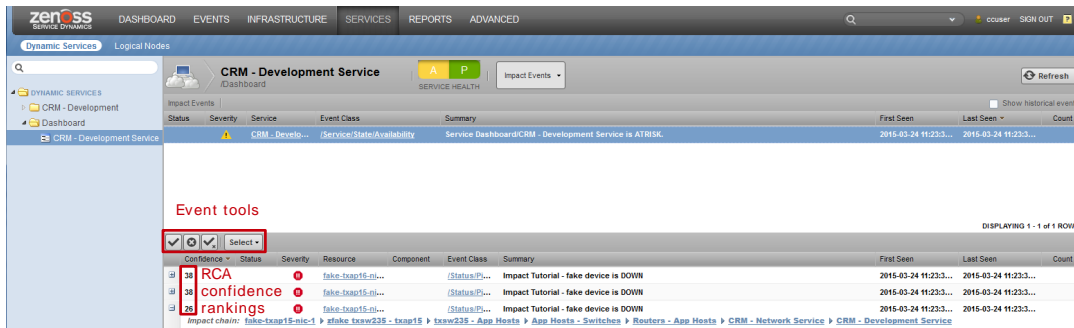 zenoss
SERVICE DYNAMICS
DASHBOARD EVENTS INFRASTRUCTURE SERVICES REPORTS ADVANCED
ccuser SIGN OUT ?
Dynamic Services Logical Nodes
CRM - Development Service
/Dashboard
A P
SERVICE HEALTH
Impact Events
Refresh
DYNAMIC SERVICES
CRM - Development
Dashboard
CRM - Development Service
Impact Events
Show historical event
Status Severity Service Event Class Summary First Seen Last Seen Count
CRM - Develo... /Service/State/Availability Service Dashboard/CRM - Development Service is ATRISK. 2015-03-24 11:23:3... 2015-03-24 11:23:3...
Event tools
DISPLAYING 1 - 1 of 1 ROW
Select
Confidence Status Severity Resource Component Event Class Summary First Seen Last Seen Count
38 fake-txap16-ni... /Status/Pi... Impact Tutorial - fake device is DOWN 2015-03-24 11:23:3... 2015-03-24 11:23:3...
38 fake-txap15-ni... /Status/Pi... Impact Tutorial - fake device is DOWN 2015-03-24 11:23:3... 2015-03-24 11:23:3...
26 fake-txap15-ni... /Status/Pi... Impact Tutorial - fake device is DOWN 2015-03-24 11:23:3... 2015-03-24 11:23:3...
RCA
confidence
rankings
Impact chain: fake-txap15-nic-1 zfake txsw235 - txap15 txsw235 - App Hosts App Hosts - Switches Routers - App Hosts CRM - Network Service CRM - Development Service